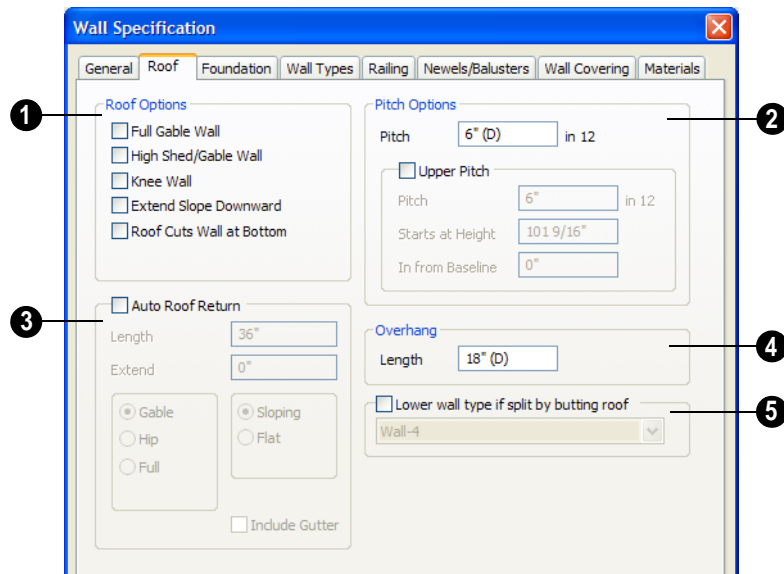 Wall Specification
General Roof Foundation Wall Types Railing Newels/Balusters Wall Covering Materials
1
Roof Options
Full Gable Wall
High Shed/Gable Wall
Knee Wall
Extend Slope Downward
Roof Cuts Wall at Bottom
2
Pitch Options
Pitch 6" (D) in 12
Upper Pitch
Pitch 6" in 12
Starts at Height 101 9/16"
In from Baseline 0"
3
Auto Roof Return
Length 36"
Extend 0"
Gable Sloping
Hip Flat
Full
Include Gutter
4
Overhang
Length 18" (D)
5
Lower wall type if split by butting roof
Wall-4